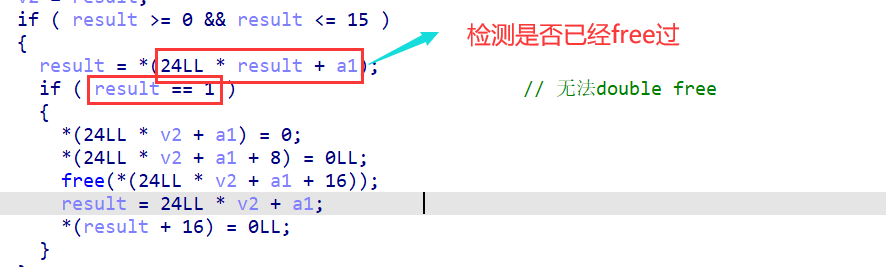 v2 = result;
if ( result >= 0 && result <= 15 )
{
result = *(24LL * result + a1);
检测是否已经free过
if ( result == 1 ) // 无法double free
{
*(24LL * v2 + a1) = 0;
*(24LL * v2 + a1 + 8) = 0LL;
free(*(24LL * v2 + a1 + 16));
result = 24LL * v2 + a1;
*(result + 16) = 0LL;
}